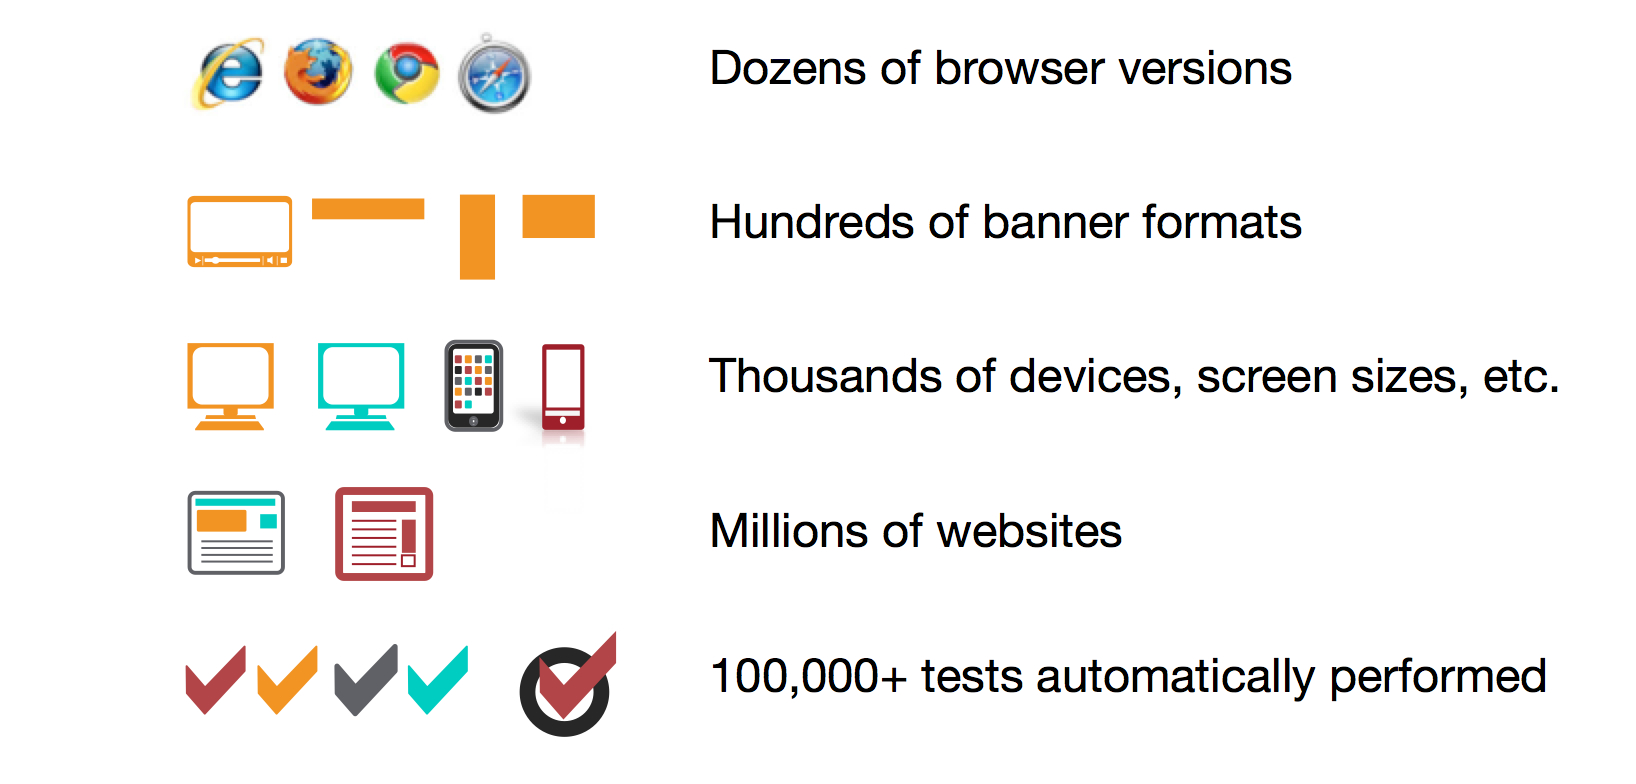 Dozens of browser versions
Hundreds of banner formats
Thousands of devices, screen sizes, etc.
Millions of websites
100,000+ tests automatically performed